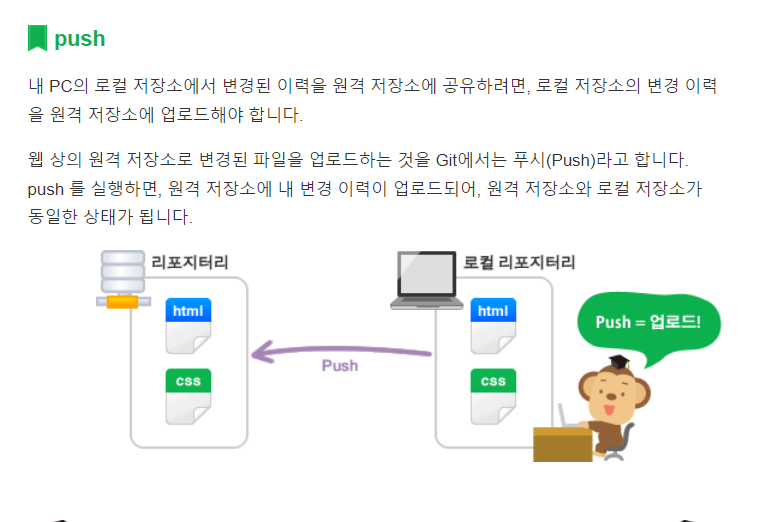 push
내 PC의 로컬 저장소에서 변경된 이력을 원격 저장소에 공유하려면, 로컬 저장소의 변경 이력
을 원격 저장소에 업로드해야 합니다.
웹 상의 원격 저장소로 변경된 파일을 업로드하는 것을 Git에서는 푸시(Push)라고 합니다.
push 를 실행하면, 원격 저장소에 내 변경 이력이 업로드되어, 원격 저장소와 로컬 저장소가
동일한 상태가 됩니다.
리포지터리
로컬 리포지터리
html
html
Push = 업로드!
Push
css
css